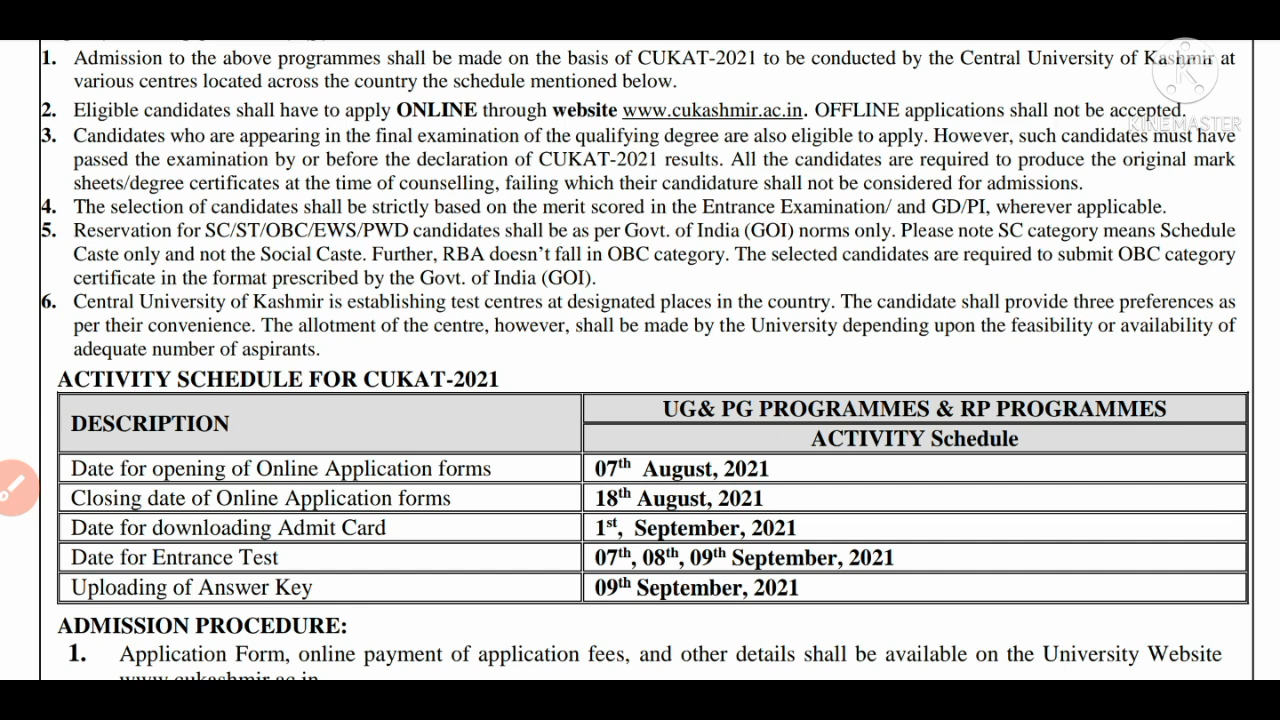 1. Admission to the above programmes shall be made on the basis of CUKAT-2021 to be conducted by the Central University of Kashmir at
various centres located across the country the schedule mentioned below.
2. Eligible candidates shall have to apply ONLINE through website www.cukashmir.ac.in. OFFLINE applications shall not be accepted.
KINEMASTER
3. Candidates who are appearing in the final examination of the qualifying degree are also eligible to apply. However, such candidates must have
passed the examination by or before the declaration of CUKAT-2021 results. All the candidates are required to produce the original mark
sheets/degree certificates at the time of counselling, failing which their candidature shall not be considered for admissions.
4. The selection of candidates shall be strictly based on the merit scored in the Entrance Examination/ and GD/PI, wherever applicable.
5. Reservation for SC/ST/OBC/EWS/PWD candidates shall be as per Govt. of India (GOI) norms only. Please note SC category means Schedule
Caste only and not the Social Caste. Further, RBA doesn't fall in OBC category. The selected candidates are required to submit OBC category
certificate in the format prescribed by the Govt. of India (GOI).
6. Central University of Kashmir is establishing test centres at designated places in the country. The candidate shall provide three preferences as
per their convenience. The allotment of the centre, however, shall be made by the University depending upon the feasibility or availability of
adequate number of aspirants.
ACTIVITY SCHEDULE FOR CUKAT-2021
DESCRIPTION
UG& PG PROGRAMMES & RP PROGRAMMES
ACTIVITY Schedule
Date for opening of Online Application forms 07th August, 2021
Closing date of Online Application forms 18th August, 2021
Date for downloading Admit Card 1st, September, 2021
Date for Entrance Test 07th, 08th, 09th September, 2021
Uploading of Answer Key 09th September, 2021
ADMISSION PROCEDURE:
1. Application Form, online payment of application fees, and other details shall be available on the University Website
www.cukashmir.ac.in